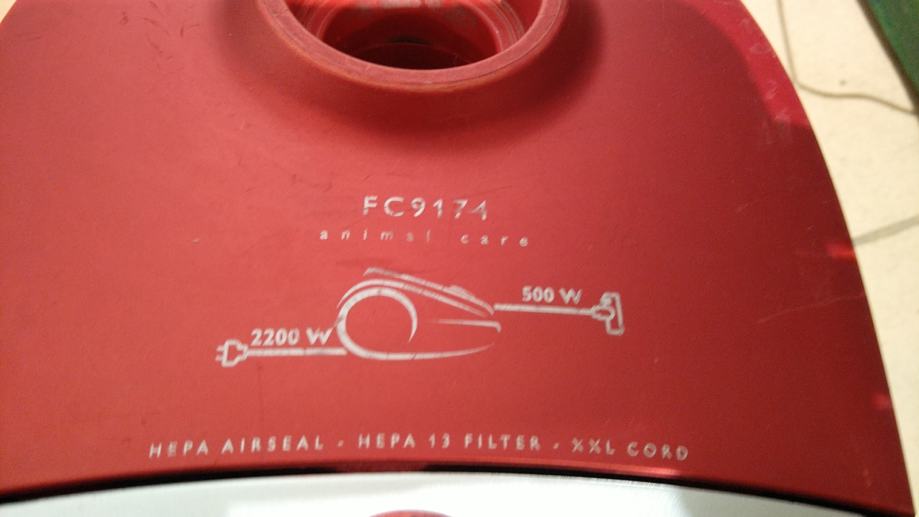 FC9174
animal care
500 W
2200 W
HEPA AIRSEAL - HEPA 13 FILTER - XXL CORD